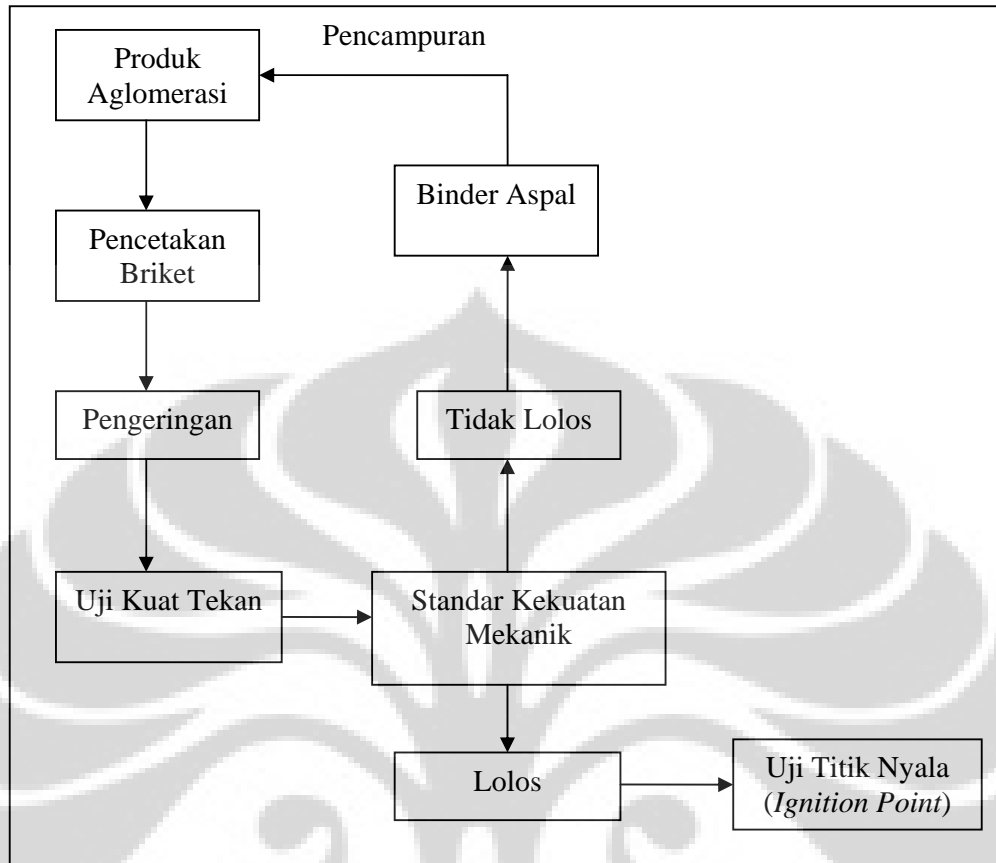 Pencampuran
Produk
Aglomerasi
Binder Aspal
Pencetakan
Briket
Pengeringan
Tidak Lolos
Uji Kuat Tekan
Standar Kekuatan
Mekanik
Lolos
Uji Titik Nyala
(Ignition Point)